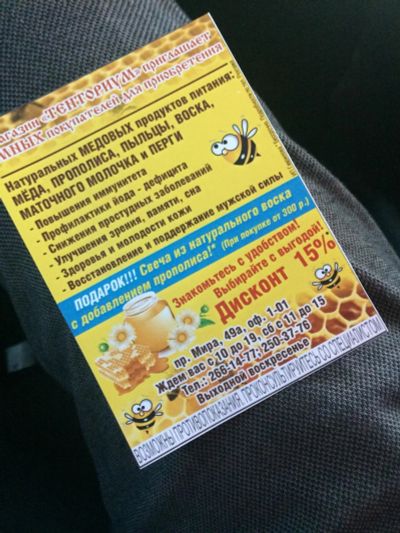 магазин «ТЕНТОРИУМ» приглашает
покупателей для приобретения
Натуральных МЕДОВЫХ продуктов питания:
МЁДА, ПРОПОЛИСА, ПЫЛЬЦЫ, ВОСКА,
МАТОЧНОГО МОЛОЧКА и ПЕРГИ
- Повышения иммунитета
- Профилактики йода - дефицита
- Снижения простудных заболеваний
- Улучшения зрения, памяти, сна
- Здоровья и молодости кожи
- Восстановление и поддержание мужской силы
ПОДАРОК!!! Свеча из натурального воска
с добавлением прополиса!* (При покупке от 300 р.)
Знакомьтесь с удовольствием!
Выбирайте с выгодой!
Дисконт 15%
пр. Мира, 49а, оф. 1-01
Ждем вас с 10 до 19, сб с 11 до 15
Тел.: 266-14-77; 250-37-76
Выходной воскресенье
ВОЗМОЖНЫ ПРОТИВОПОКАЗАНИЯ. ПРОКОНСУЛЬТИРУЙТЕСЬ СО СПЕЦИАЛИСТОМ